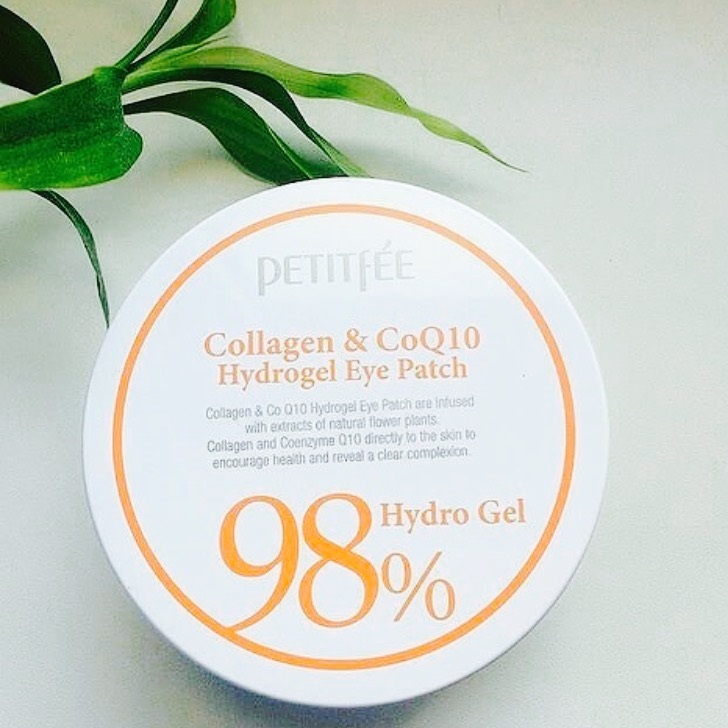 PETITFÉE
Collagen & CoQ10
Hydrogel Eye Patch
Collagen & Co Q10 Hydrogel Eye Patch are Infused
with extracts of natural flower plants.
Collagen and Coenzyme Q10 directly to the skin to
encourage health and reveal a clear complexion.
98%
Hydro Gel